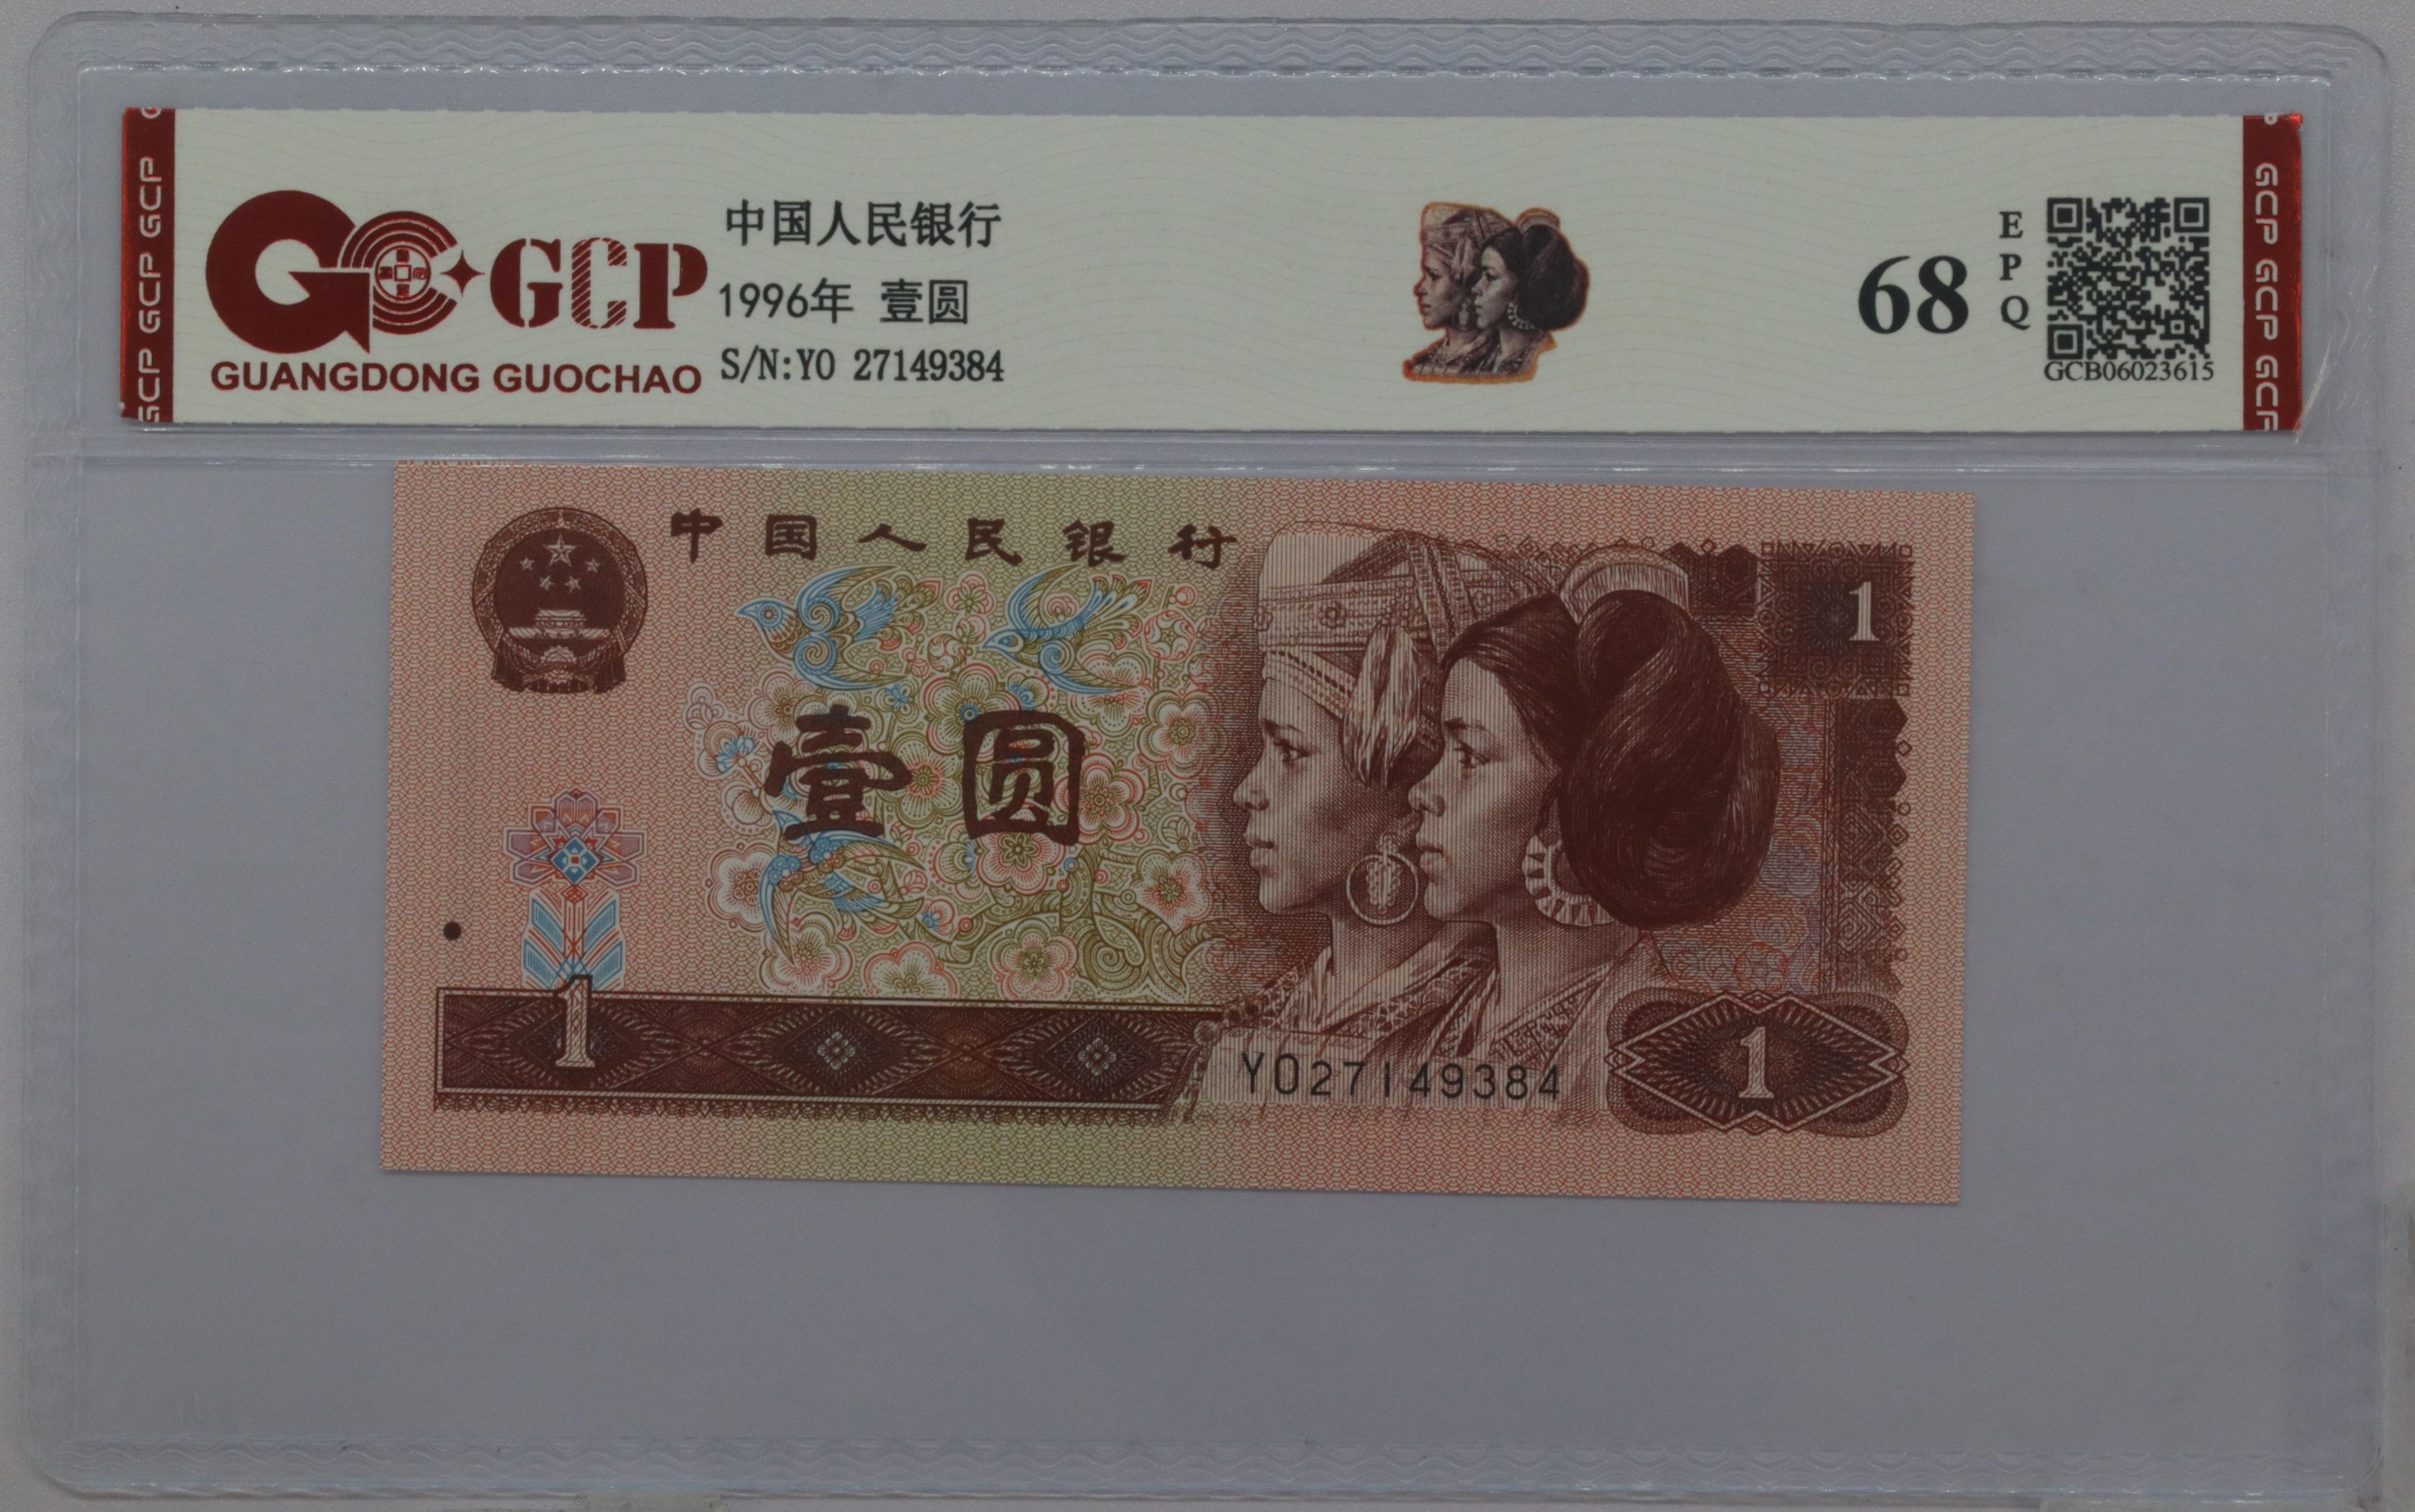 GCP GCP GCP
GCP
GUANGDONG GUOCHAO
中国人民银行
1996年 壹圆
S/N:YO 27149384
68
EPQ
GCB06023615
GCP GCP GCP
中国人民银行
1
壹圆
1
YO27149384
1